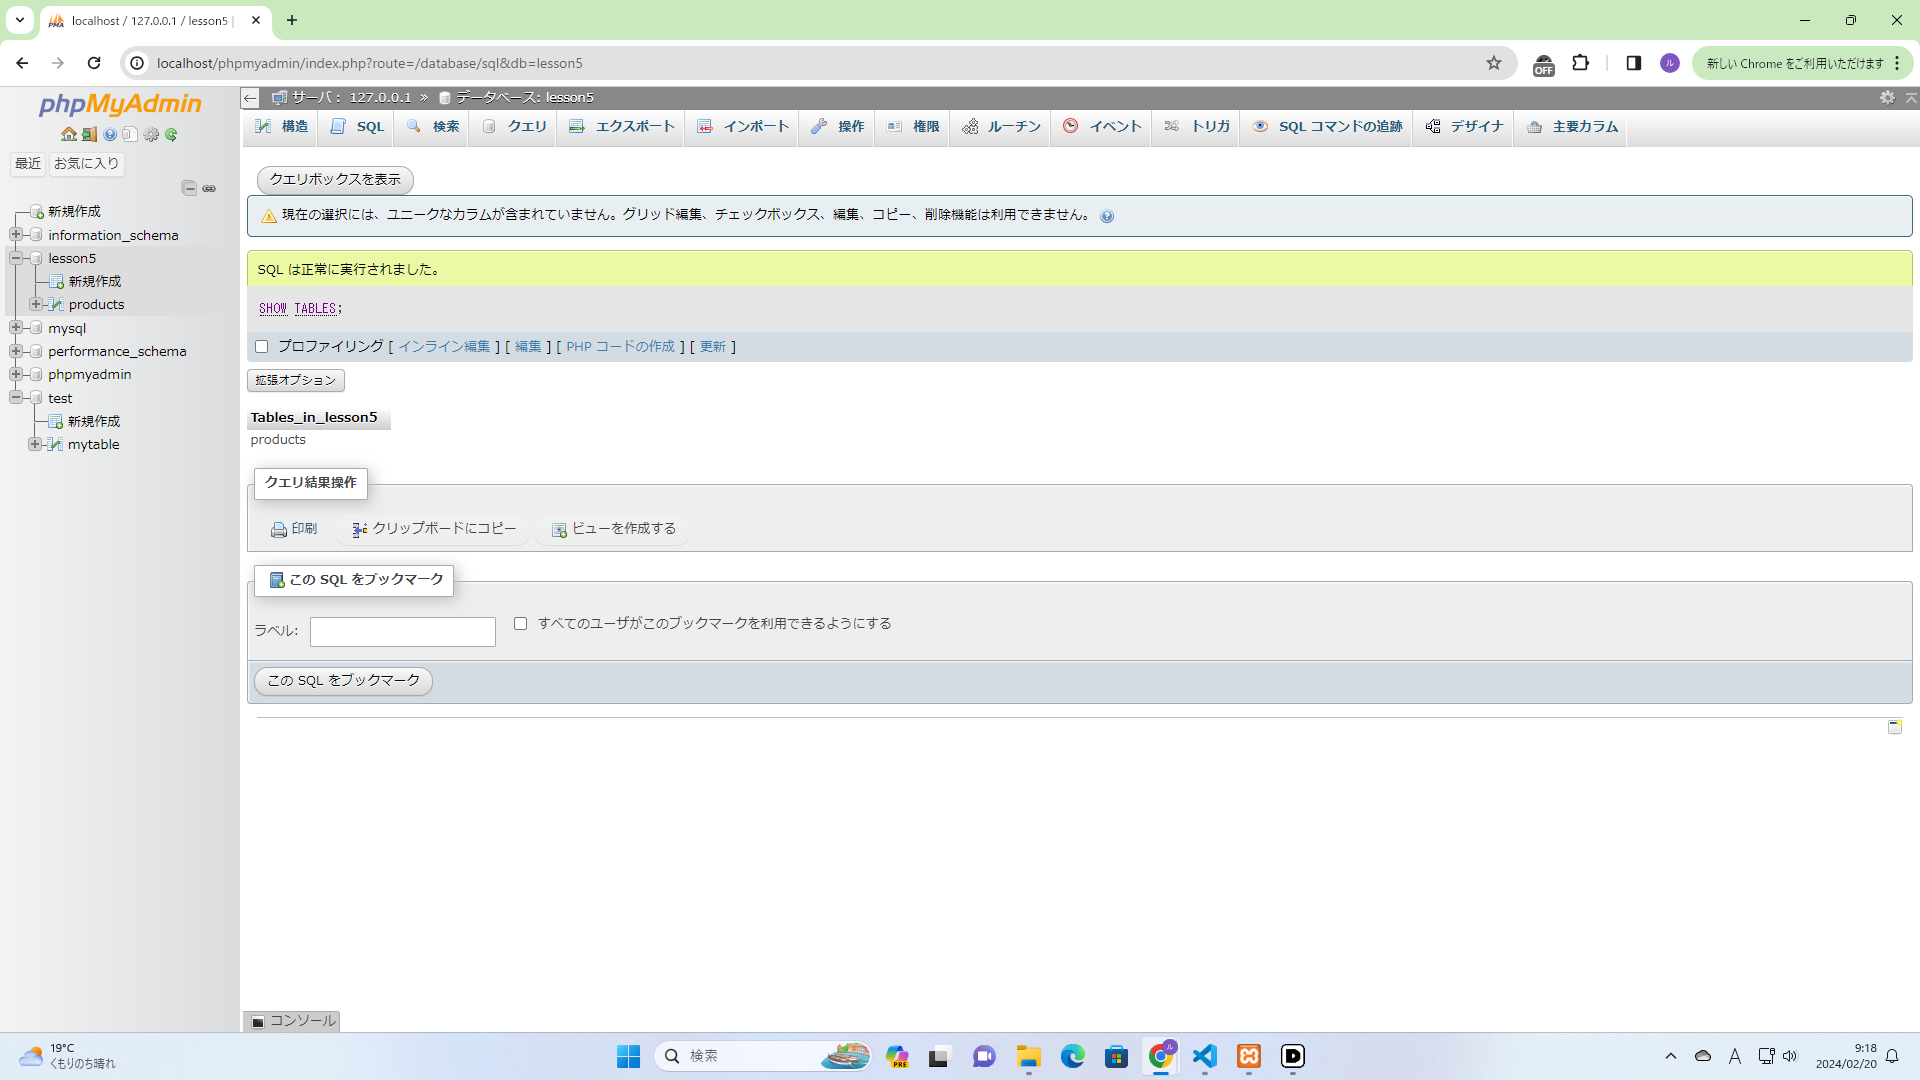 localhost / 127.0.0.1 / lesson5 |
localhost/phpmyadmin/index.php?route=/database/sql&db=lesson5
OFF
ル
新しい Chrome をご利用いただけます
phpMyAdmin
最近
お気に入り
新規作成
information_schema
lesson5
新規作成
products
mysql
performance_schema
phpmyadmin
test
新規作成
mytable
サーバ: 127.0.0.1 » データベース: lesson5
構造 SQL 検索 クエリ エクスポート インポート 操作 権限 ルーチン イベント トリガ SQL コマンドの追跡 デザイナ 主要カラム
クエリボックスを表示
現在の選択には、ユニークなカラムが含まれていません。グリッド編集、チェックボックス、編集、コピー、削除機能は利用できません。
SQL は正常に実行されました。
SHOW TABLES;
プロファイリング [ インライン編集 ] [ 編集 ] [ PHP コードの作成 ] [ 更新 ]
拡張オプション
Tables_in_lesson5
products
クエリ結果操作
印刷 クリップボードにコピー ビューを作成する
この SQL をブックマーク
ラベル: すべてのユーザがこのブックマークを利用できるようにする
この SQL をブックマーク
コンソール
19°C
くもりのち晴れ
検索
PRE
ル
A
9:18
2024/02/20